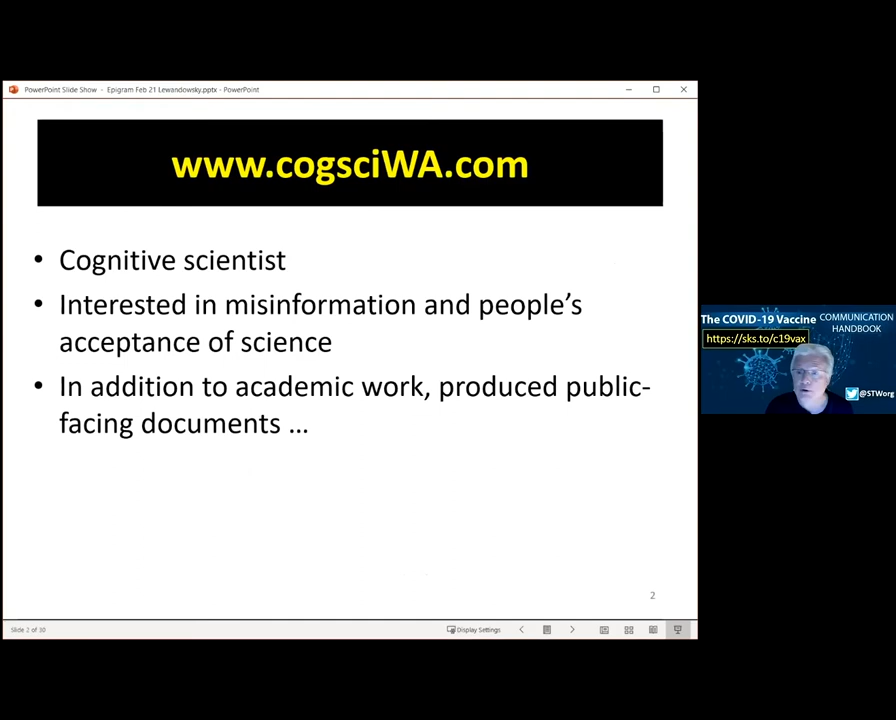 PowerPoint Slide Show - Epigram Feb 21 Lewandowsky.pptx - PowerPoint
www.cogsciWA.com
• Cognitive scientist
• Interested in misinformation and people’s
acceptance of science
• In addition to academic work, produced public-
facing documents ...
2
Slide 2 of 30
Display Settings
The COVID-19 Vaccine
COMMUNICATION
HANDBOOK
https://sks.to/c19vax
@STWorg